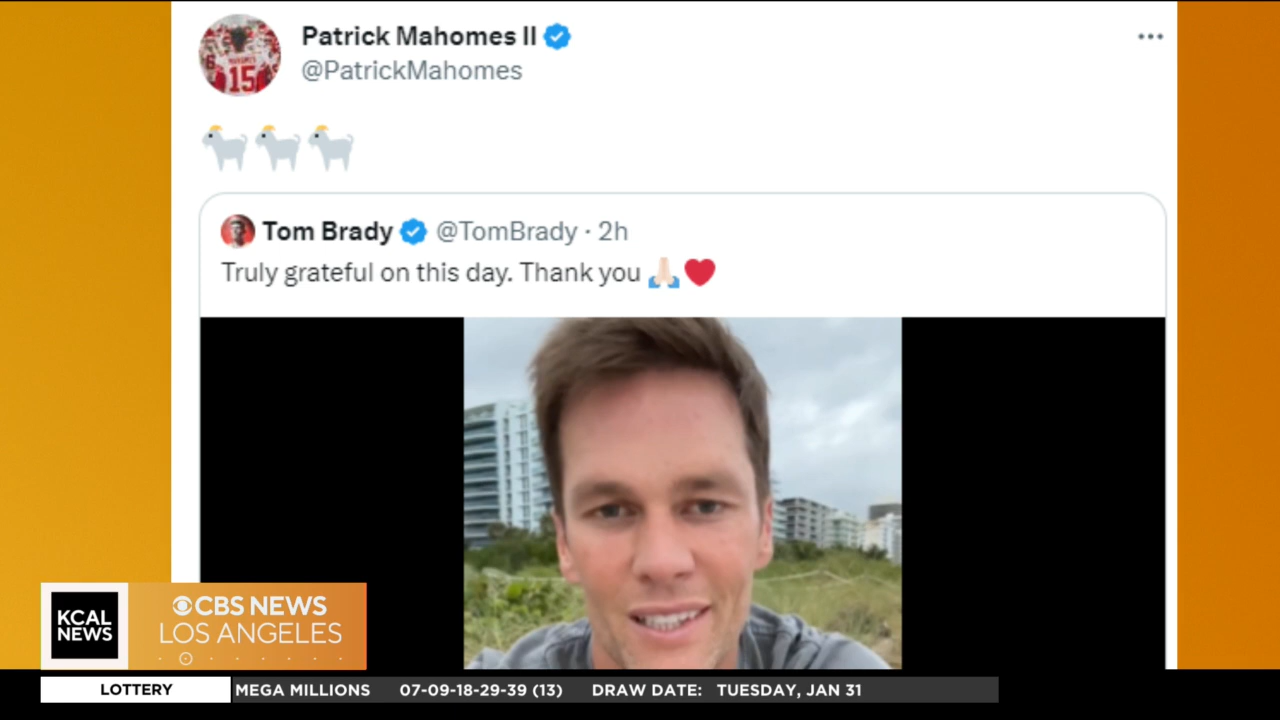 Patrick Mahomes II
@PatrickMahomes
🐐🐐🐐
Tom Brady @TomBrady · 2h
Truly grateful on this day. Thank you 🙏🏻❤️
15
KCAL
NEWS
CBS NEWS
LOS ANGELES
LOTTERY MEGA MILLIONS 07-09-18-29-39 (13) DRAW DATE: TUESDAY, JAN 31